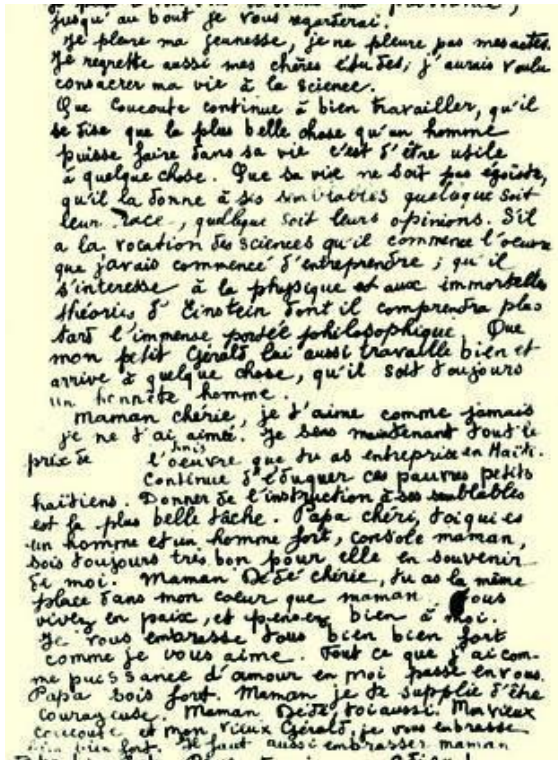 jusqu'au bout je vous regarderai.
Je pleure ma jeunesse, je ne pleure pas mes actes.
Je regrette aussi mes chères études, j'aurais voulu
consacrer ma vie à la science.
Que Coucoute continue à bien travailler, qu'il
se dise que la plus belle chose qu'un homme
puisse faire dans sa vie c'est d'être utile
à quelque chose. Que sa vie ne soit pas égoïste,
qu'il la donne à ses semblables quelque soit
leur race, quelque soit leurs opinions. S'il
a la vocation des sciences qu'il commence l'oeuvre
que j'avais commencé d'entreprendre ; qu'il
s'interesse à la physique et aux immortelles
théories d'Einstein dont il comprendra plus
tard l'immense portée philosophique. Que
mon petit Gérald lui aussi travaille bien et
arrive à quelque chose, qu'il soit toujours
un honnête homme.
Maman chérie, je t'aime comme jamais
je ne t'ai aimée. Je sens maintenant tout le
prix de l'oeuvre que tu as entreprise en Haïti.
Continue d'éduquer ces pauvres petits
haïtiens. Donner de l'instruction à ses semblables
est la plus belle tâche. Papa chéri, toi qui es
un homme et un homme fort, console maman,
sois toujours très bon pour elle en souvenir
de moi. Maman Dédé chérie, tu as la même
place dans mon coeur que maman. Vous
vivez en paix, et pensez bien à moi.
Je vous embrasse tous bien bien fort
comme je vous aime. Tout ce que j'ai com-
me puissance d'amour en moi passe en vous.
Papa sois fort. Maman je te supplie d'être
courageuse. Maman Dédé, toi aussi. Mon vieux
coucoute et mon vieux Gérald, je vous embrasse
bien bien fort. Il faut aussi embrasser maman